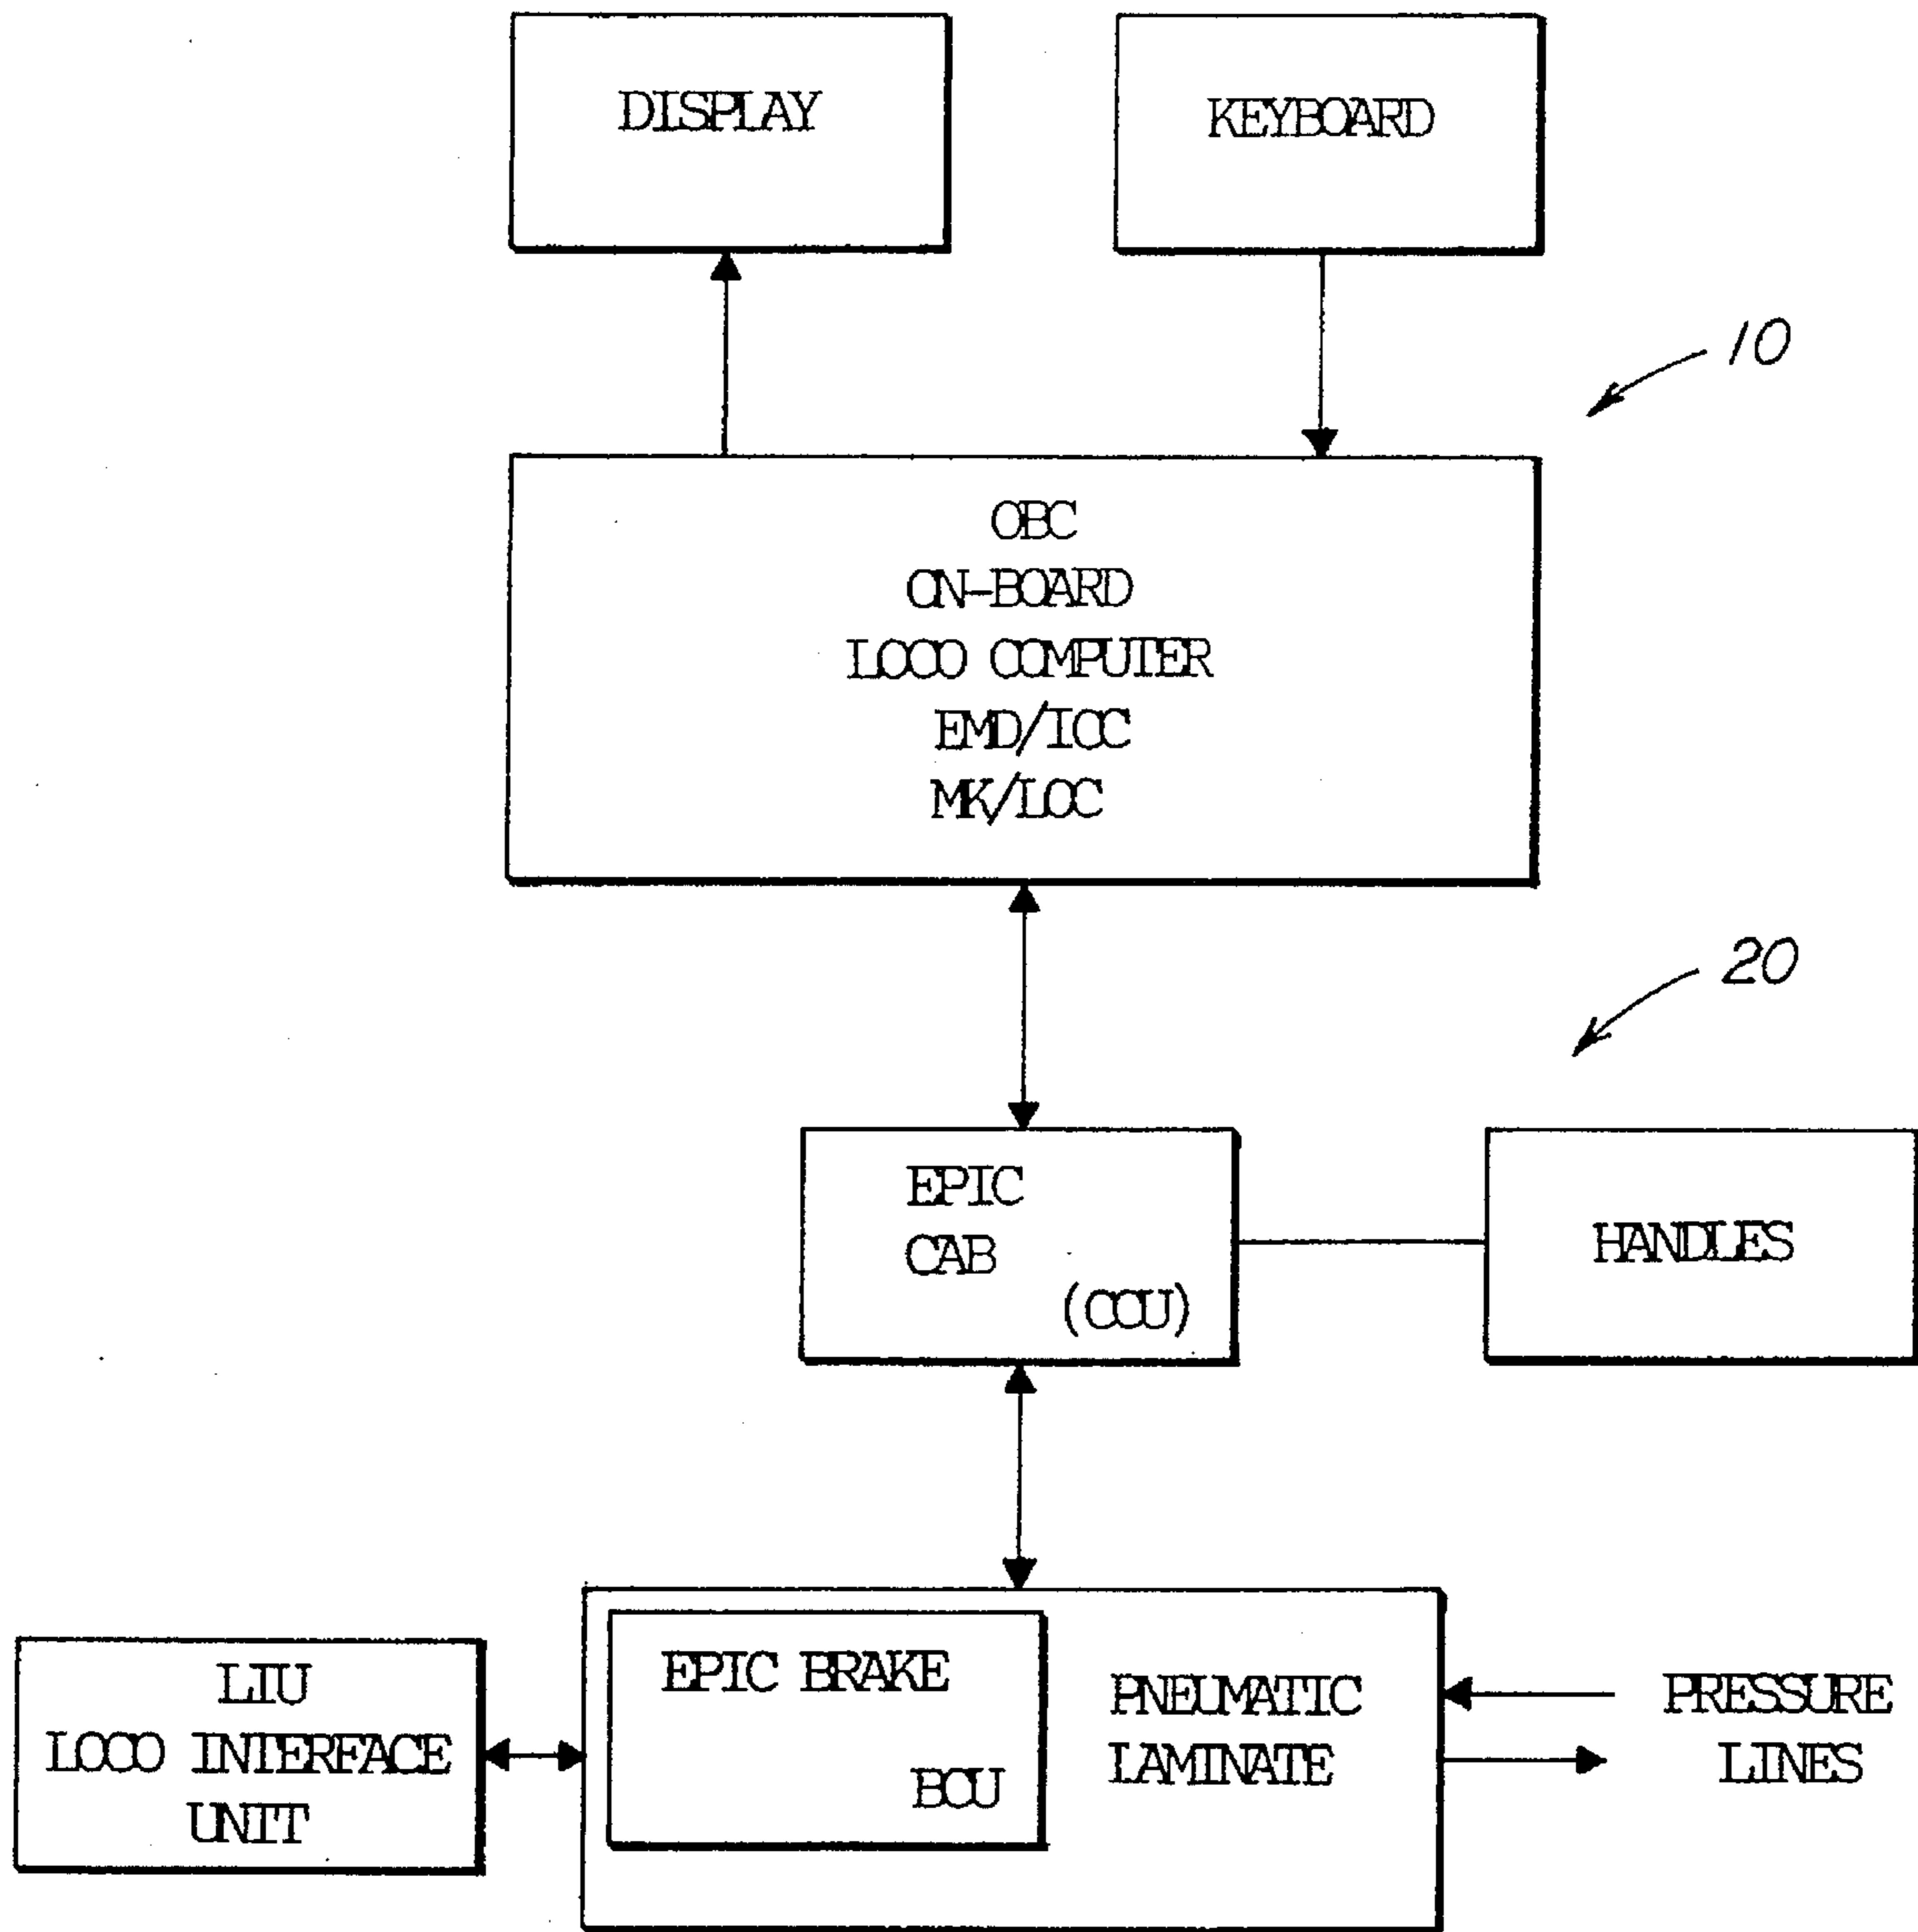 DISPLAY
KEYBOARD
10
OBC
ON-BOARD
LOCO COMPUTER
EMD/ICC
MK/LOC
20
EPIC
CAB
(CCU)
HANDLES
LIU
LOCO INTERFACE
UNIT
EPIC BRAKE
BCU
PNEUMATIC
LAMINATE
PRESSURE
LINES